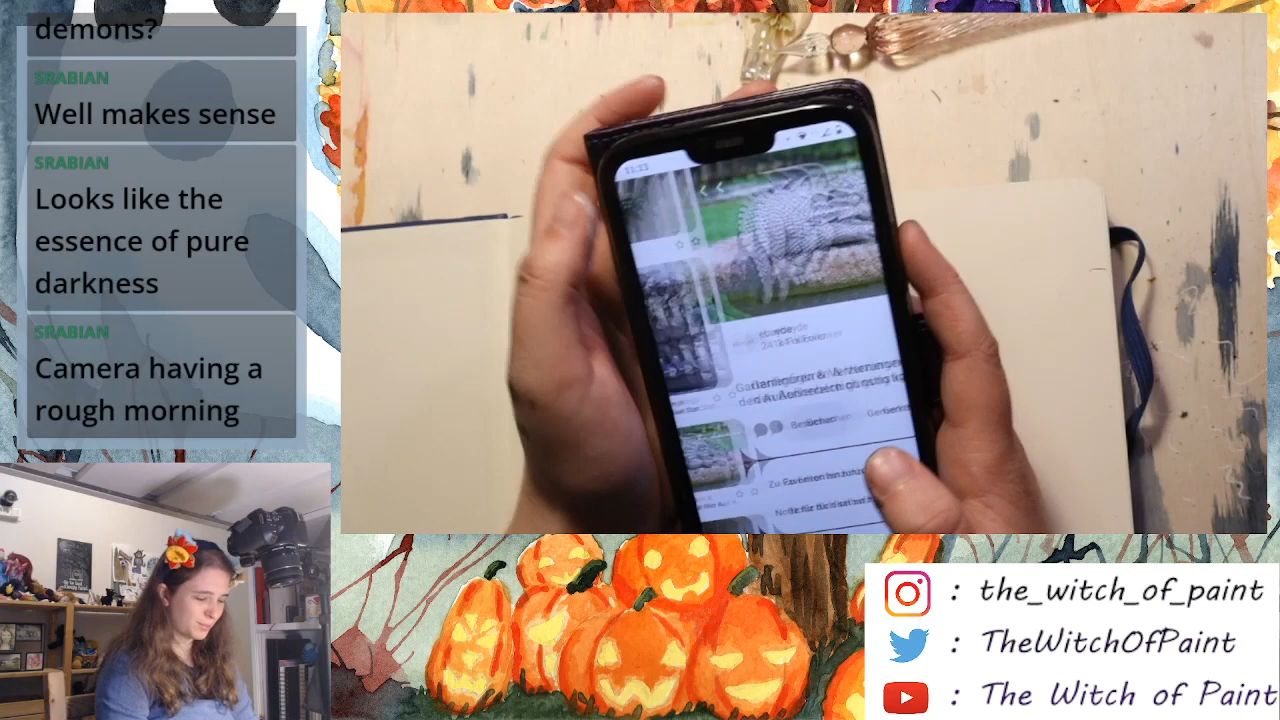 demons?
SRABIAN
Well makes sense
SRABIAN
Looks like the
essence of pure
darkness
SRABIAN
Camera having a
rough morning
: the_witch_of_paint
: TheWitchOfPaint
: The Witch of Paint